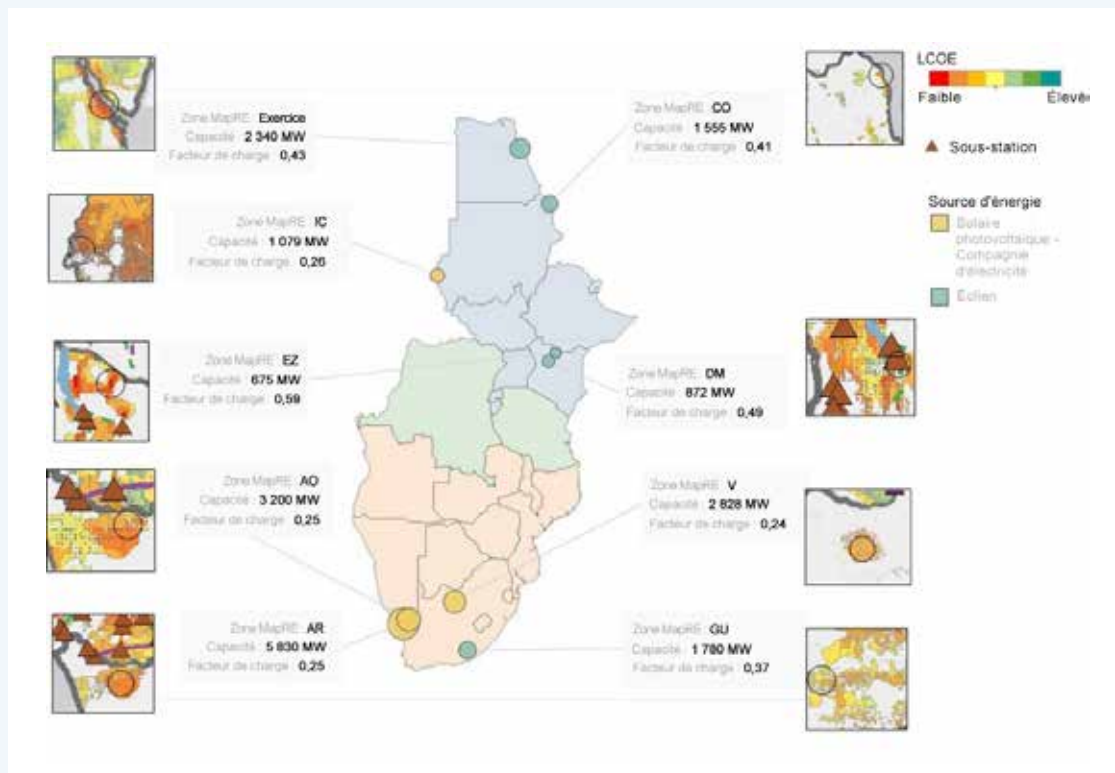 Zone MapRE Exercice
Capacité 2 340 MW
Facteur de charge 0,43
Zone MapRE IC
Capacité 1 079 MW
Facteur de charge 0,26
Zone MapRE EZ
Capacité 675 MW
Facteur de charge 0,59
Zone MapRE AO
Capacité 3 200 MW
Facteur de charge 0,25
Zone MapRE AR
Capacité 5 830 MW
Facteur de charge 0,25
Zone MapRE CO
Capacité 1 555 MW
Facteur de charge 0,41
Zone MapRE DM
Capacité 872 MW
Facteur de charge 0,49
Zone MapRE V
Capacité 2 828 MW
Facteur de charge 0,24
Zone MapRE GU
Capacité 1 780 MW
Facteur de charge 0,37
LCOE
Faible Élevé
Sous-station
Source d'énergie
Solaire
photovoltaïque -
Compagnie
d'électricité
Éolien